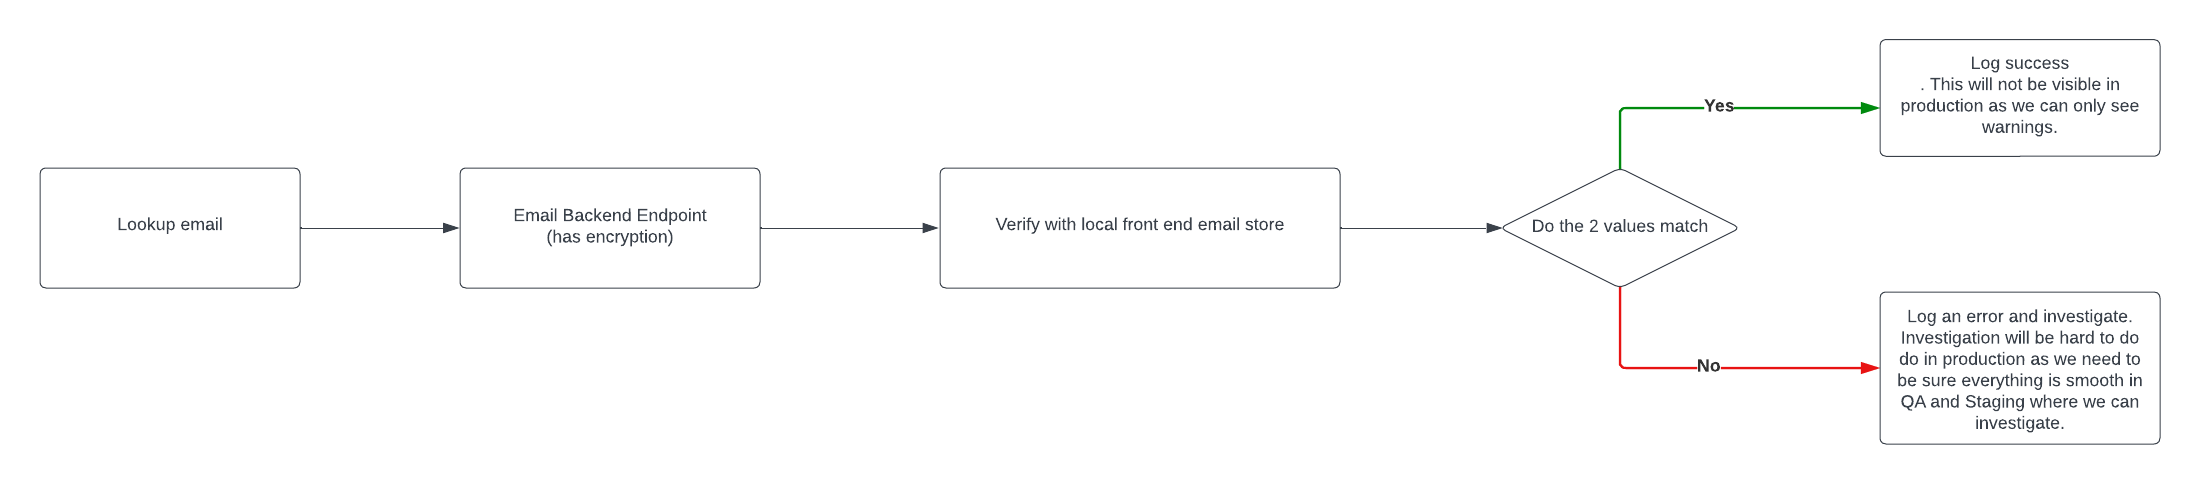 Lookup email
Email Backend Endpoint
(has encryption)
Verify with local front end email store
Do the 2 values match
Yes
Log success
. This will not be visible in
production as we can only see
warnings.
No
Log an error and investigate.
Investigation will be hard to do
do in production as we need to
be sure everything is smooth in
QA and Staging where we can
investigate.